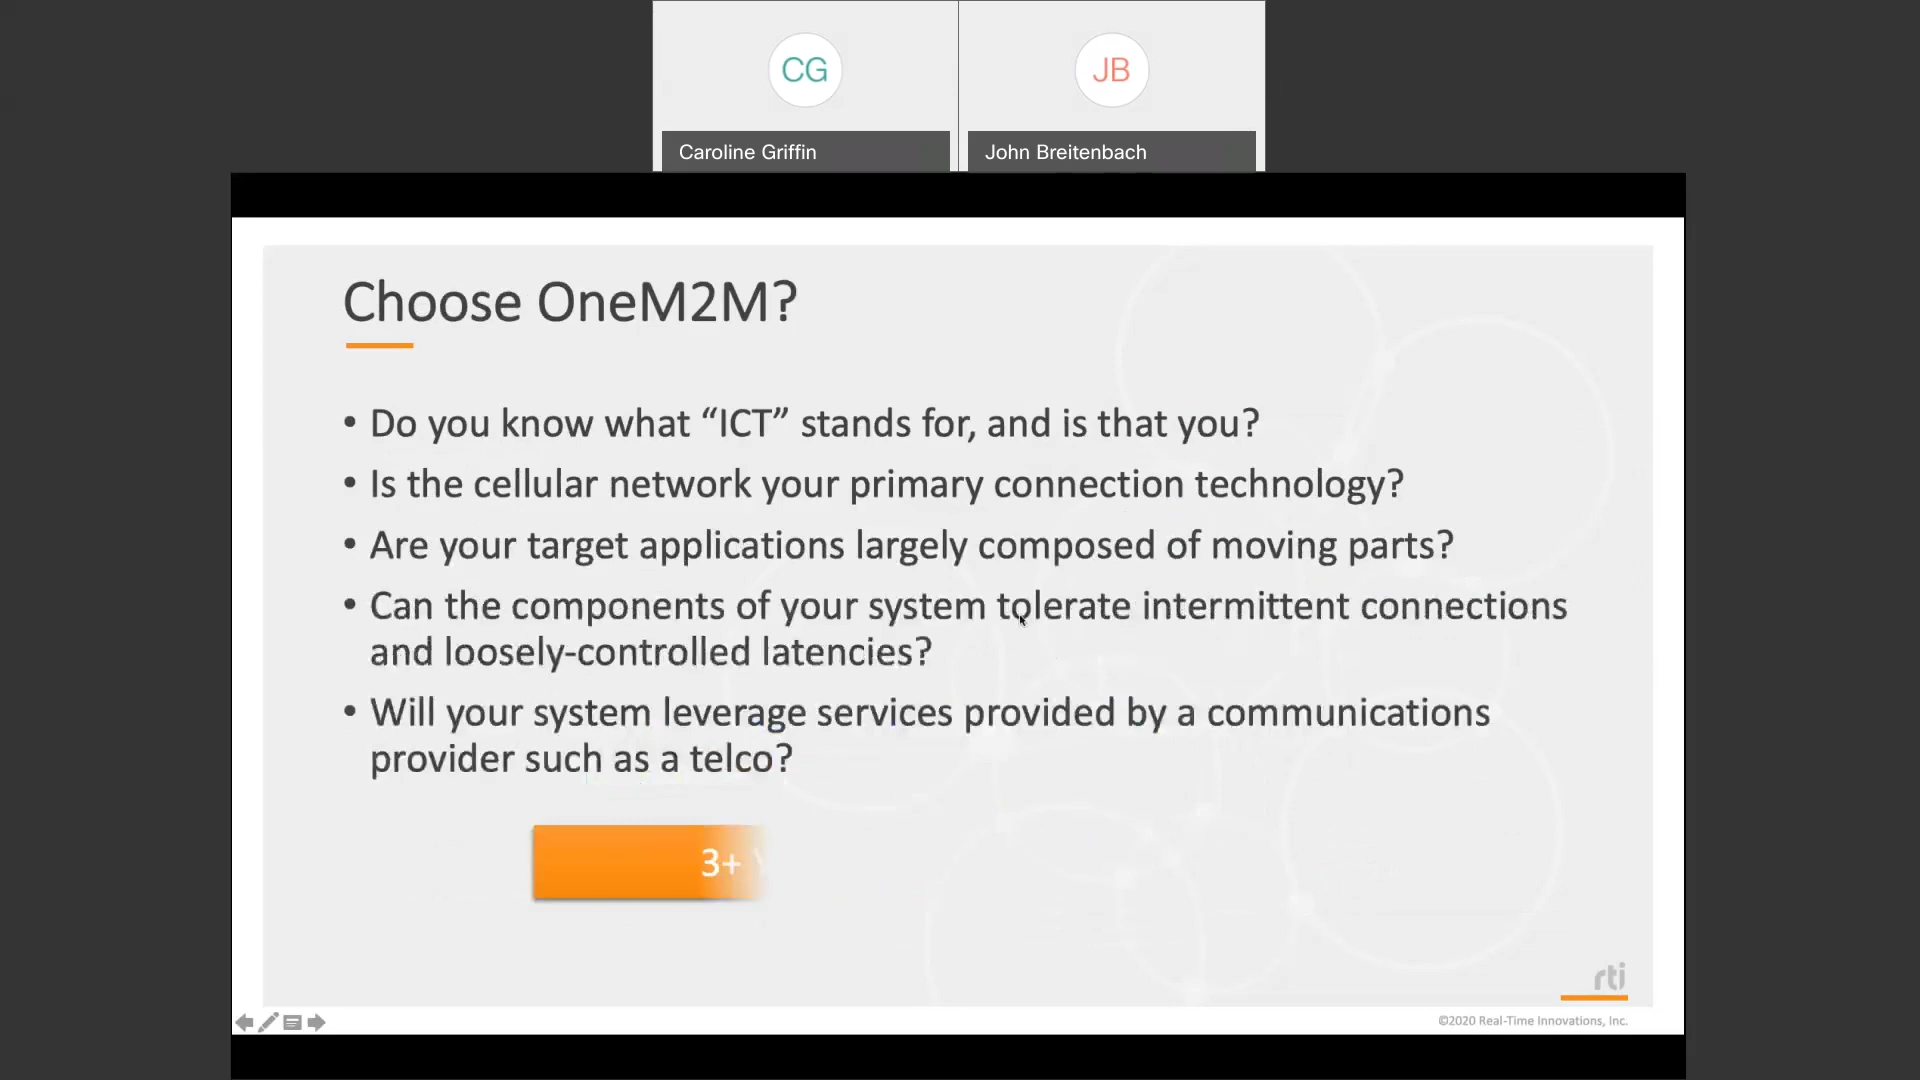 CG
JB
Caroline Griffin
John Breitenbach
Choose OneM2M?
• Do you know what “ICT” stands for, and is that you?
• Is the cellular network your primary connection technology?
• Are your target applications largely composed of moving parts?
• Can the components of your system tolerate intermittent connections
and loosely-controlled latencies?
• Will your system leverage services provided by a communications
provider such as a telco?
3+
rti
©2020 Real-Time Innovations, Inc.